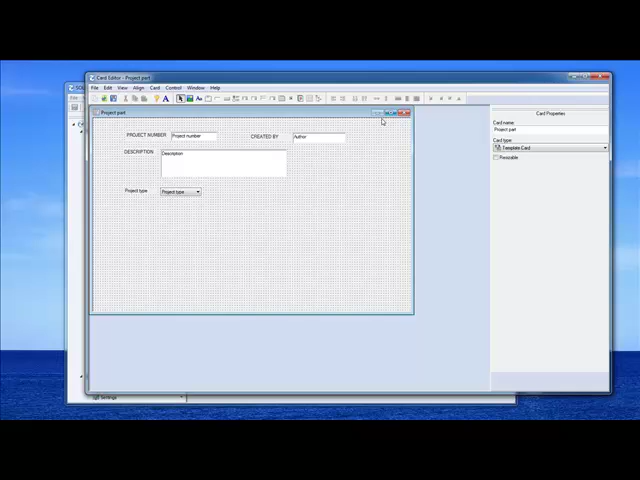 Card Editor - Project part
File Edit View Align Card Control Window Help
Project part
PROJECT NUMBER Project number CREATED BY Author
DESCRIPTION Description
Project type Project type
Card Properties
Card name:
Project part
Card type:
Template Card
Resizable
Settings